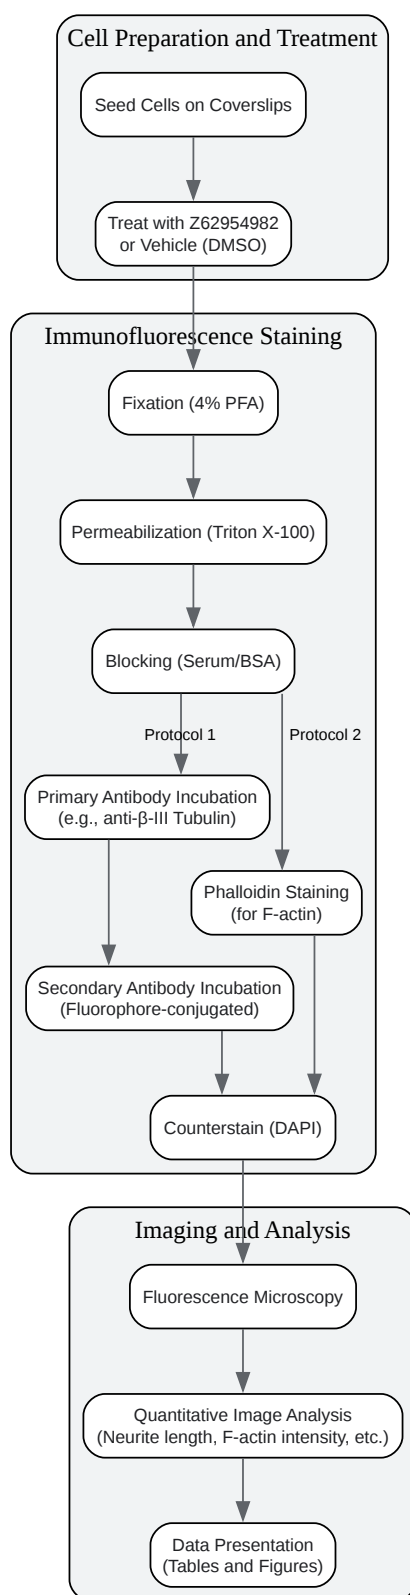 Cell Preparation and Treatment
Seed Cells on Coverslips
Treat with Z62954982
or Vehicle (DMSO)
Immunofluorescence Staining
Fixation (4% PFA)
Permeabilization (Triton X-100)
Blocking (Serum/BSA)
Protocol 1
Protocol 2
Primary Antibody Incubation
(e.g., anti-β-III Tubulin)
Phalloidin Staining
(for F-actin)
Secondary Antibody Incubation
(Fluorophore-conjugated)
Counterstain (DAPI)
Imaging and Analysis
Fluorescence Microscopy
Quantitative Image Analysis
(Neurite length, F-actin intensity, etc.)
Data Presentation
(Tables and Figures)